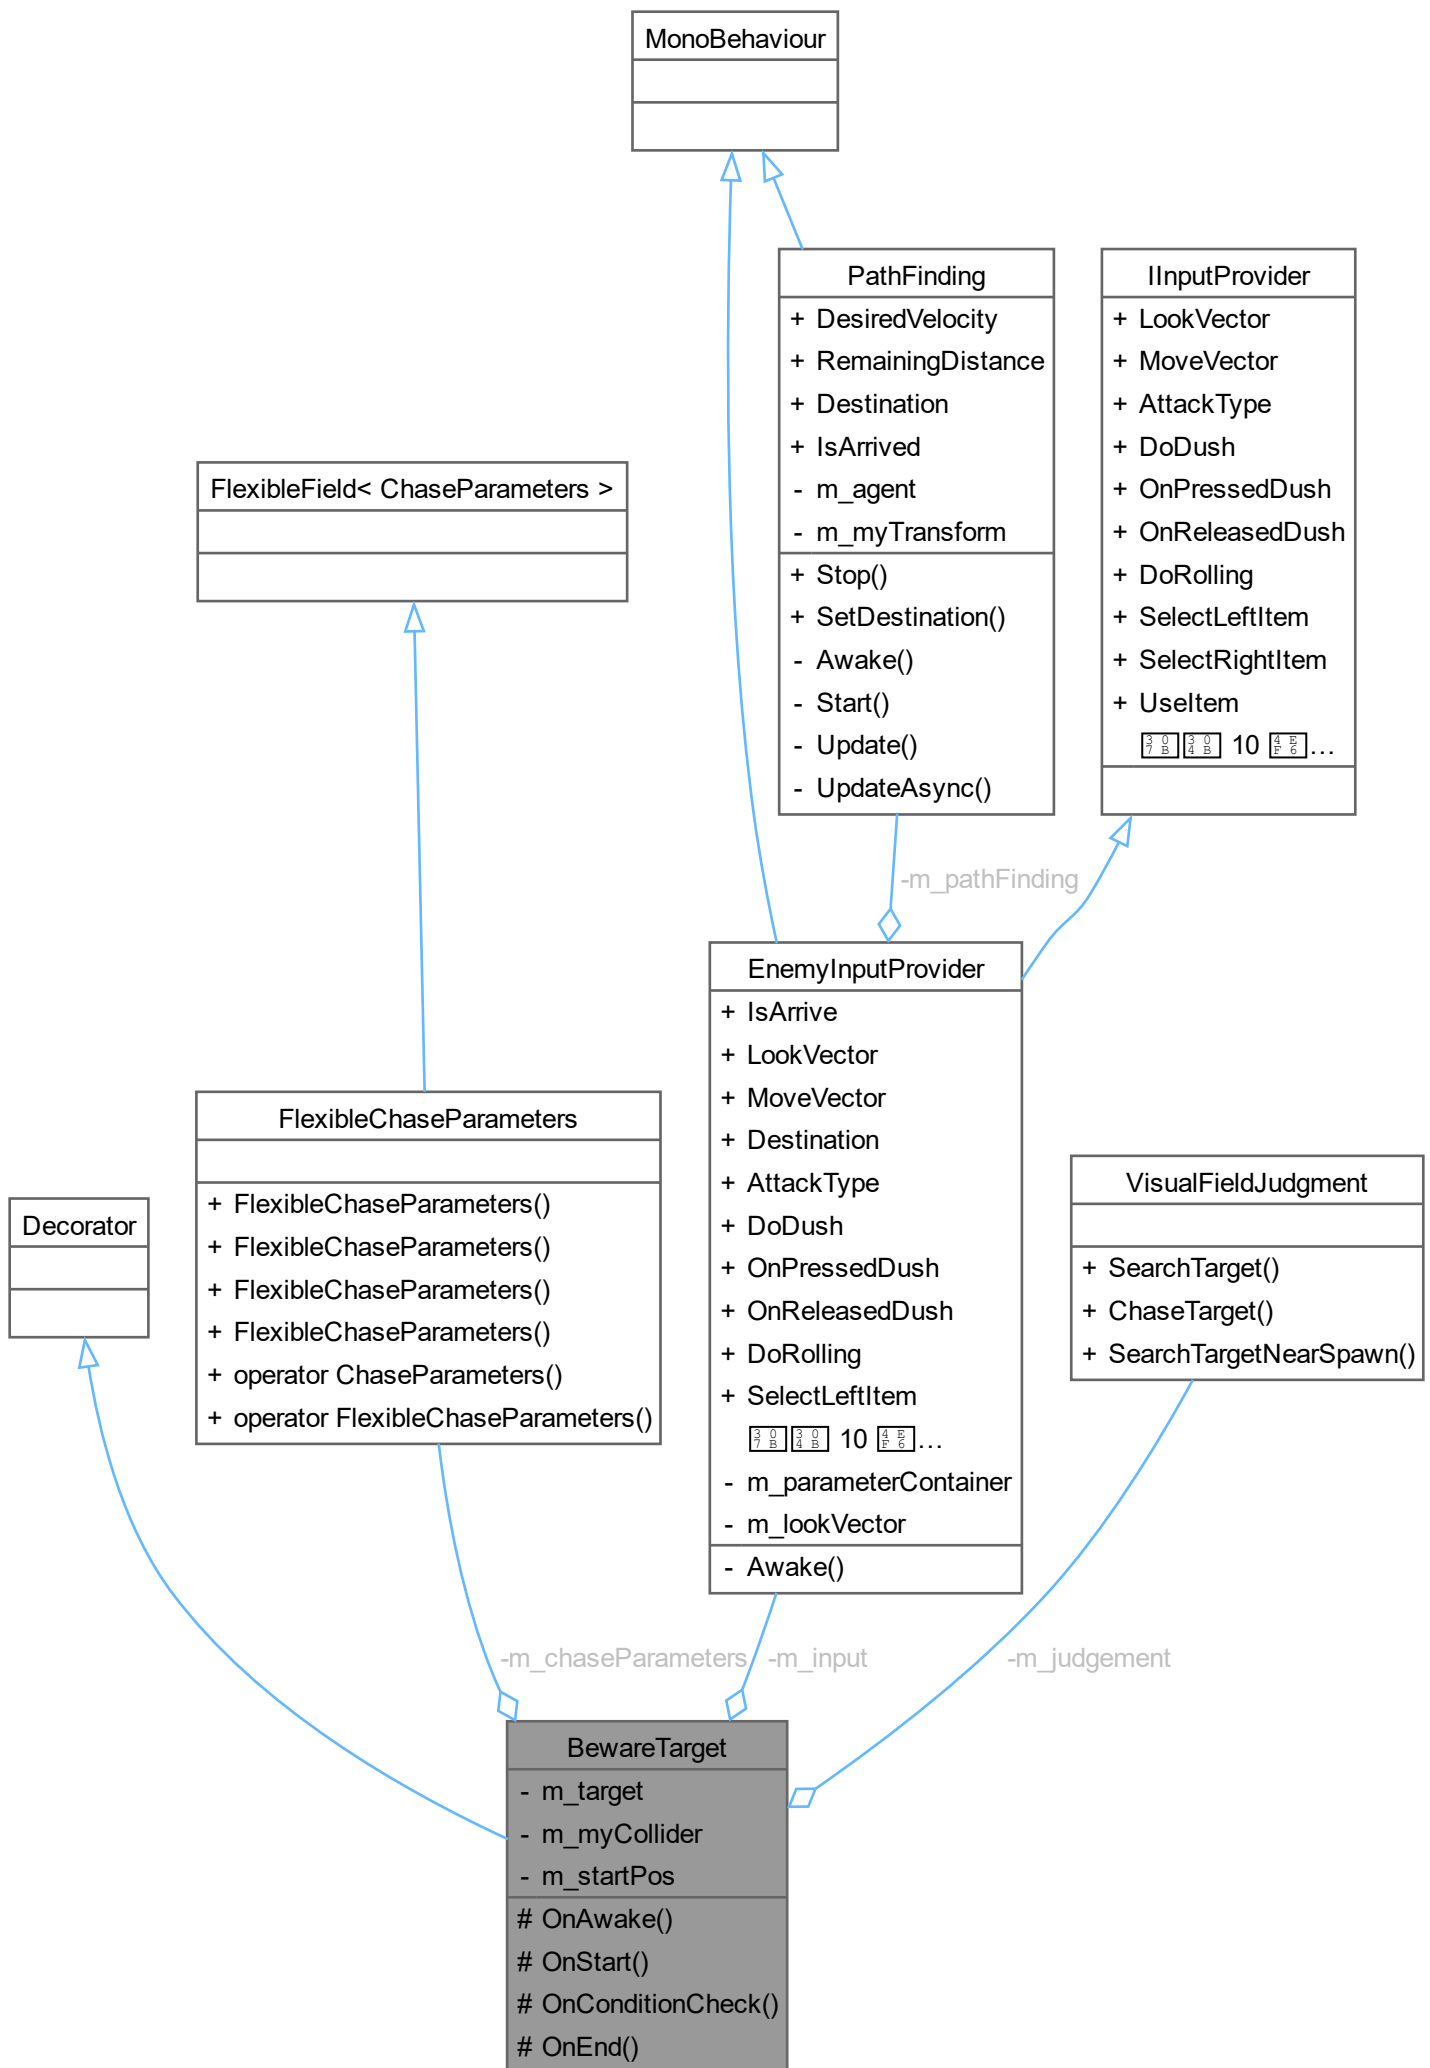 MonoBehaviour
PathFinding
+ DesiredVelocity
+ RemainingDistance
+ Destination
+ IsArrived
- m_agent
- m_myTransform
+ Stop()
+ SetDestination()
- Awake()
- Start()
- Update()
- UpdateAsync()
IInputProvider
+ LookVector
+ MoveVector
+ AttackType
+ DoDush
+ OnPressedDush
+ OnReleasedDush
+ DoRolling
+ SelectLeftItem
+ SelectRightItem
+ UseItem
10 …
FlexibleField< ChaseParameters >
-m_pathFinding
EnemyInputProvider
+ IsArrive
+ LookVector
+ MoveVector
+ Destination
+ AttackType
+ DoDush
+ OnPressedDush
+ OnReleasedDush
+ DoRolling
+ SelectLeftItem
10 …
- m_parameterContainer
- m_lookVector
- Awake()
FlexibleChaseParameters
+ FlexibleChaseParameters()
+ FlexibleChaseParameters()
+ FlexibleChaseParameters()
+ FlexibleChaseParameters()
+ operator ChaseParameters()
+ operator FlexibleChaseParameters()
Decorator
VisualFieldJudgment
+ SearchTarget()
+ ChaseTarget()
+ SearchTargetNearSpawn()
-m_chaseParameters
-m_input
-m_judgement
BewareTarget
- m_target
- m_myCollider
- m_startPos
# OnAwake()
# OnStart()
# OnConditionCheck()
# OnEnd()